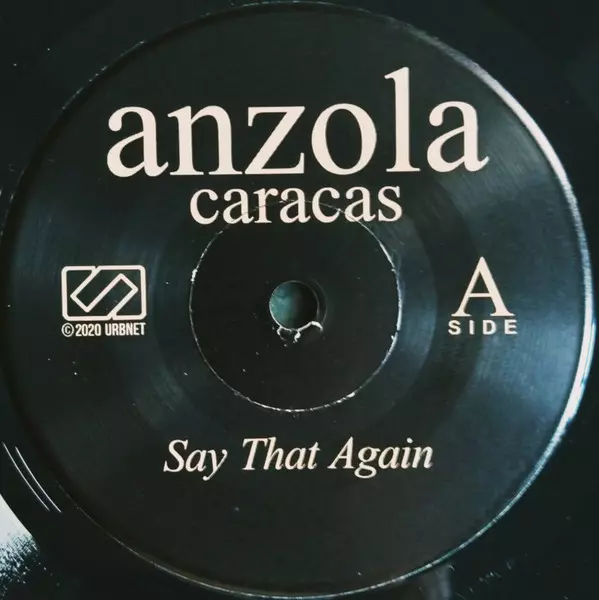 anzola
caracas
A
SIDE
© 2020 URBNET
Say That Again